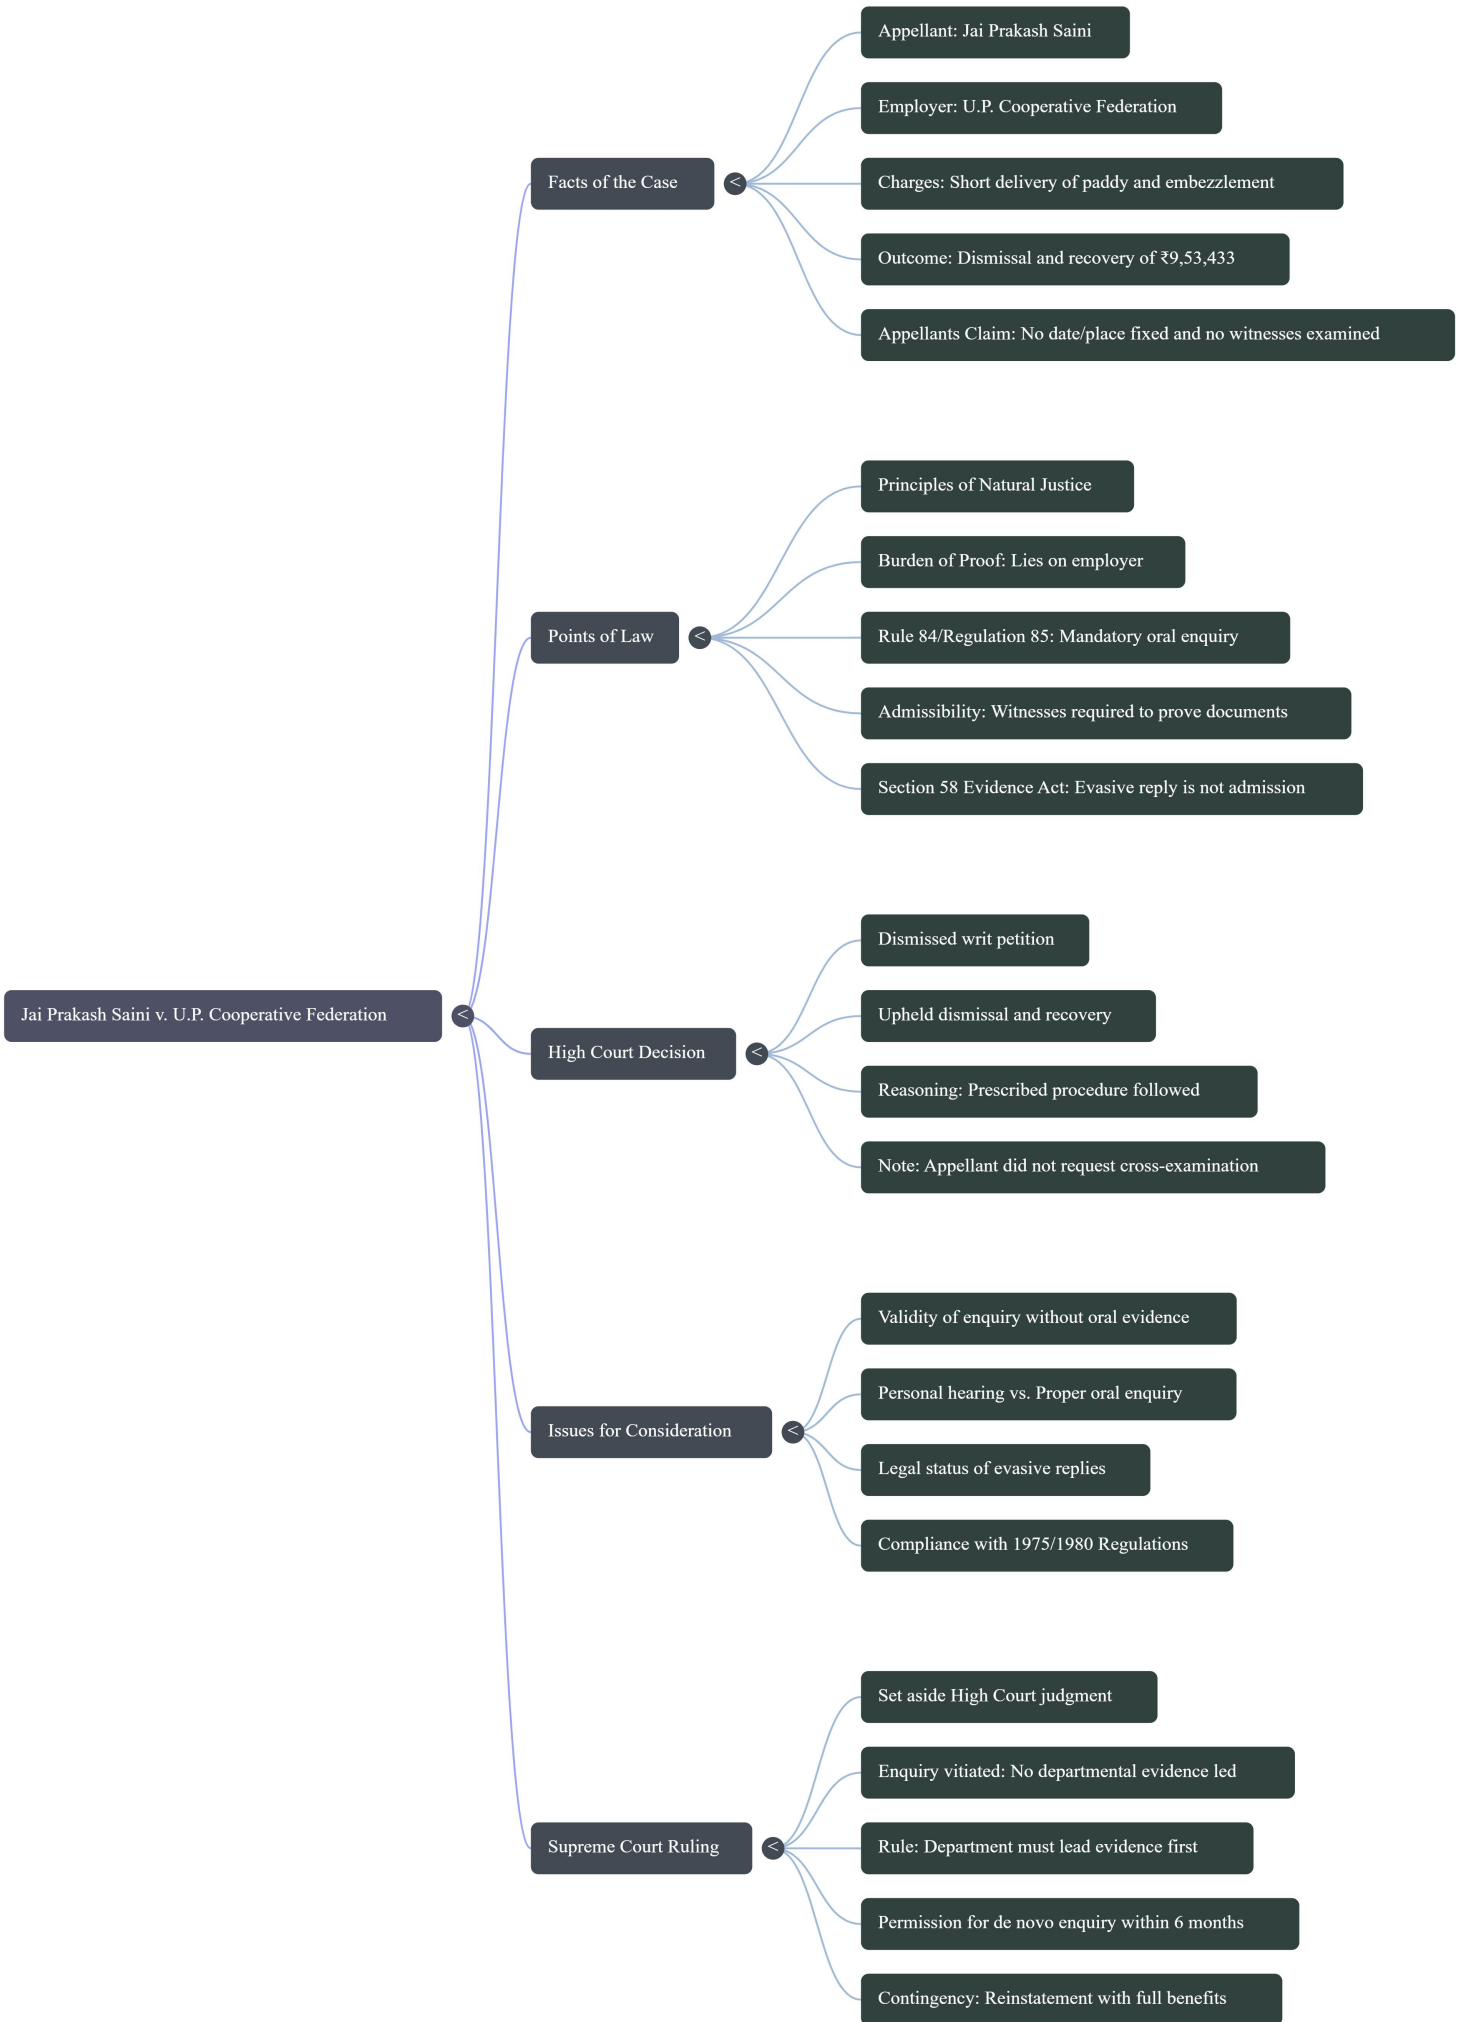 Jai Prakash Saini v. U.P. Cooperative Federation
<
Facts of the Case
<
Appellant: Jai Prakash Saini
Employer: U.P. Cooperative Federation
Charges: Short delivery of paddy and embezzlement
Outcome: Dismissal and recovery of ₹9,53,433
Appellants Claim: No date/place fixed and no witnesses examined
Points of Law
<
Principles of Natural Justice
Burden of Proof: Lies on employer
Rule 84/Regulation 85: Mandatory oral enquiry
Admissibility: Witnesses required to prove documents
Section 58 Evidence Act: Evasive reply is not admission
High Court Decision
<
Dismissed writ petition
Upheld dismissal and recovery
Reasoning: Prescribed procedure followed
Note: Appellant did not request cross-examination
Issues for Consideration
<
Validity of enquiry without oral evidence
Personal hearing vs. Proper oral enquiry
Legal status of evasive replies
Compliance with 1975/1980 Regulations
Supreme Court Ruling
<
Set aside High Court judgment
Enquiry vitiated: No departmental evidence led
Rule: Department must lead evidence first
Permission for de novo enquiry within 6 months
Contingency: Reinstatement with full benefits